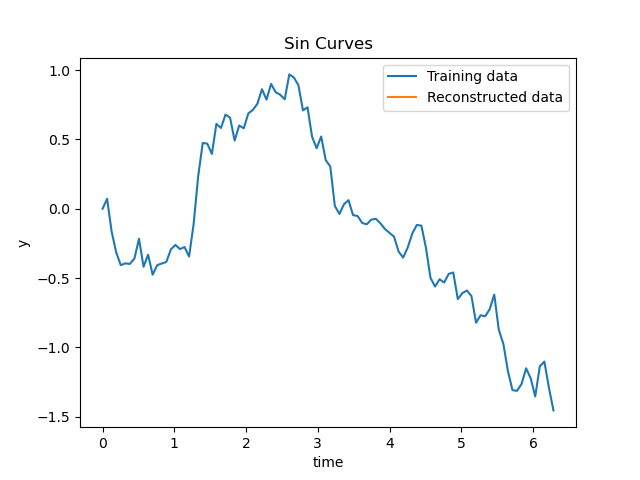 Sin Curves
Training data
Reconstructed data
1.0
0.5
0.0
−0.5
−1.0
−1.5
y
0 1 2 3 4 5 6
time